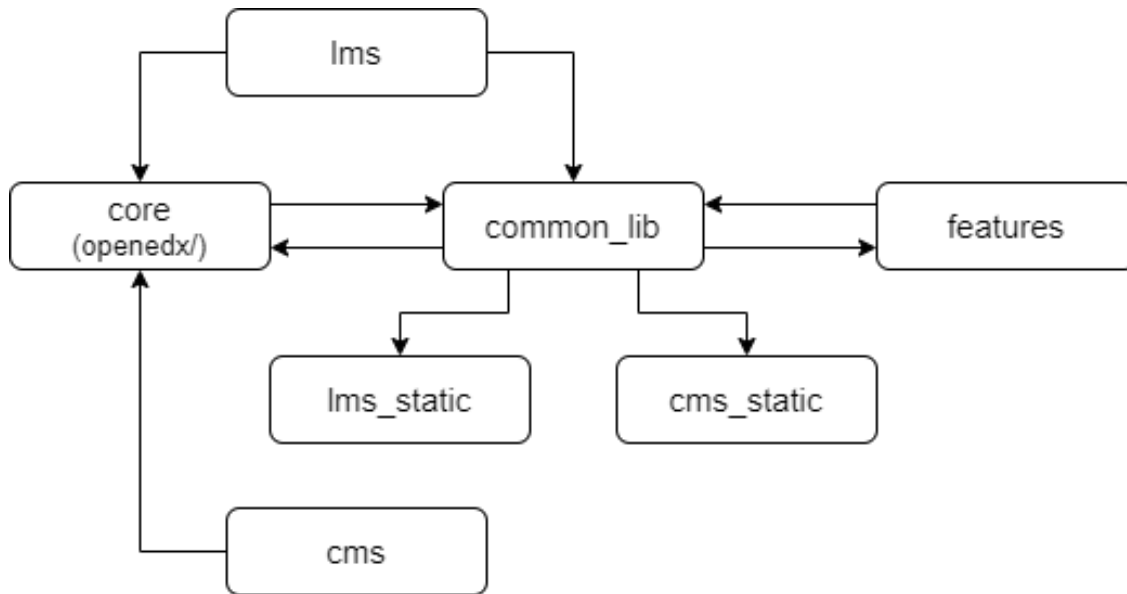 lms
core
(openedx/)
common_lib
features
lms_static
cms_static
cms